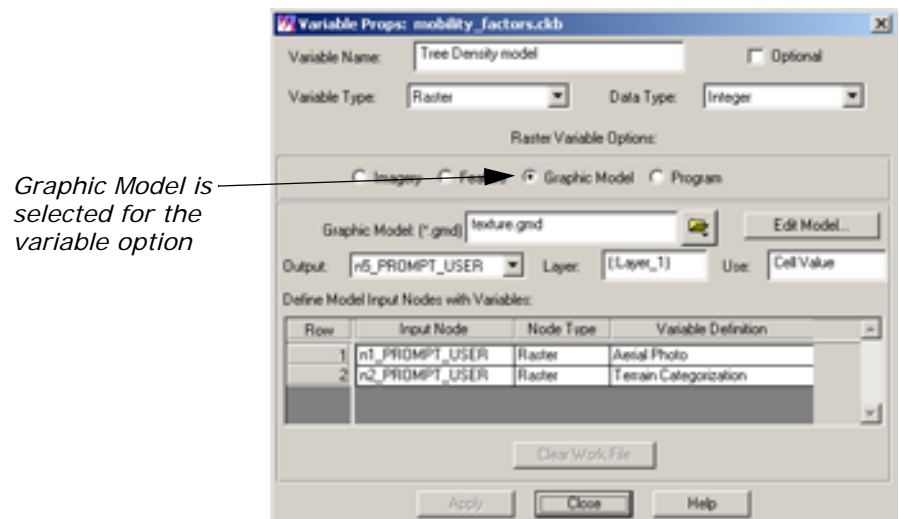 Variable Props: mobility_factors.ckb
Variable Name: Tree Density model Optional
Variable Type: Raster Data Type: Integer
Raster Variable Options:
Graphic Model is
selected for the
variable option
Imagery Graphic Model Program
Graphic Model: (*.gmd) texture.gmd Edit Model...
Output: n5_PROMPT_USER Layer: (:Layer_1) Use: Cell Value
Define Model Input Nodes with Variables:
Row Input Node Node Type Variable Definition
1 n1_PROMPT_USER Raster Aerial Photo
2 n2_PROMPT_USER Raster Terrain Categorization
Clear Work File
Apply Close Help